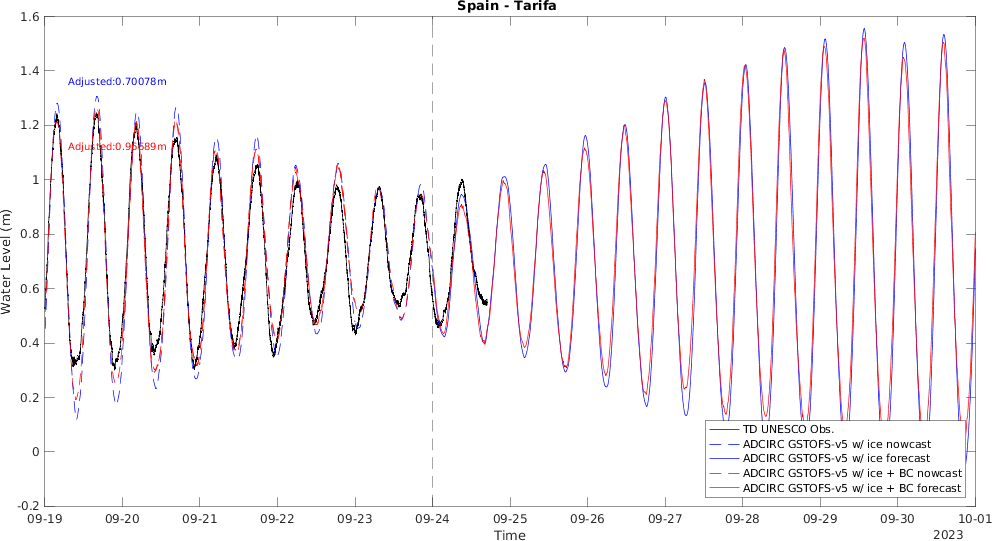 Spain - Tarifa
1.6
1.4
1.2
1
0.8
0.6
0.4
0.2
0
-0.2
Water Level (m)
Adjusted:0.70078m
Adjusted:0.95589m
TD UNESCO Obs.
ADCIRC GSTOFS-v5 w/ ice nowcast
ADCIRC GSTOFS-v5 w/ ice forecast
ADCIRC GSTOFS-v5 w/ ice + BC nowcast
ADCIRC GSTOFS-v5 w/ ice + BC forecast
09-19 09-20 09-21 09-22 09-23 09-24 09-25 09-26 09-27 09-28 09-29 09-30 10-01
Time
2023